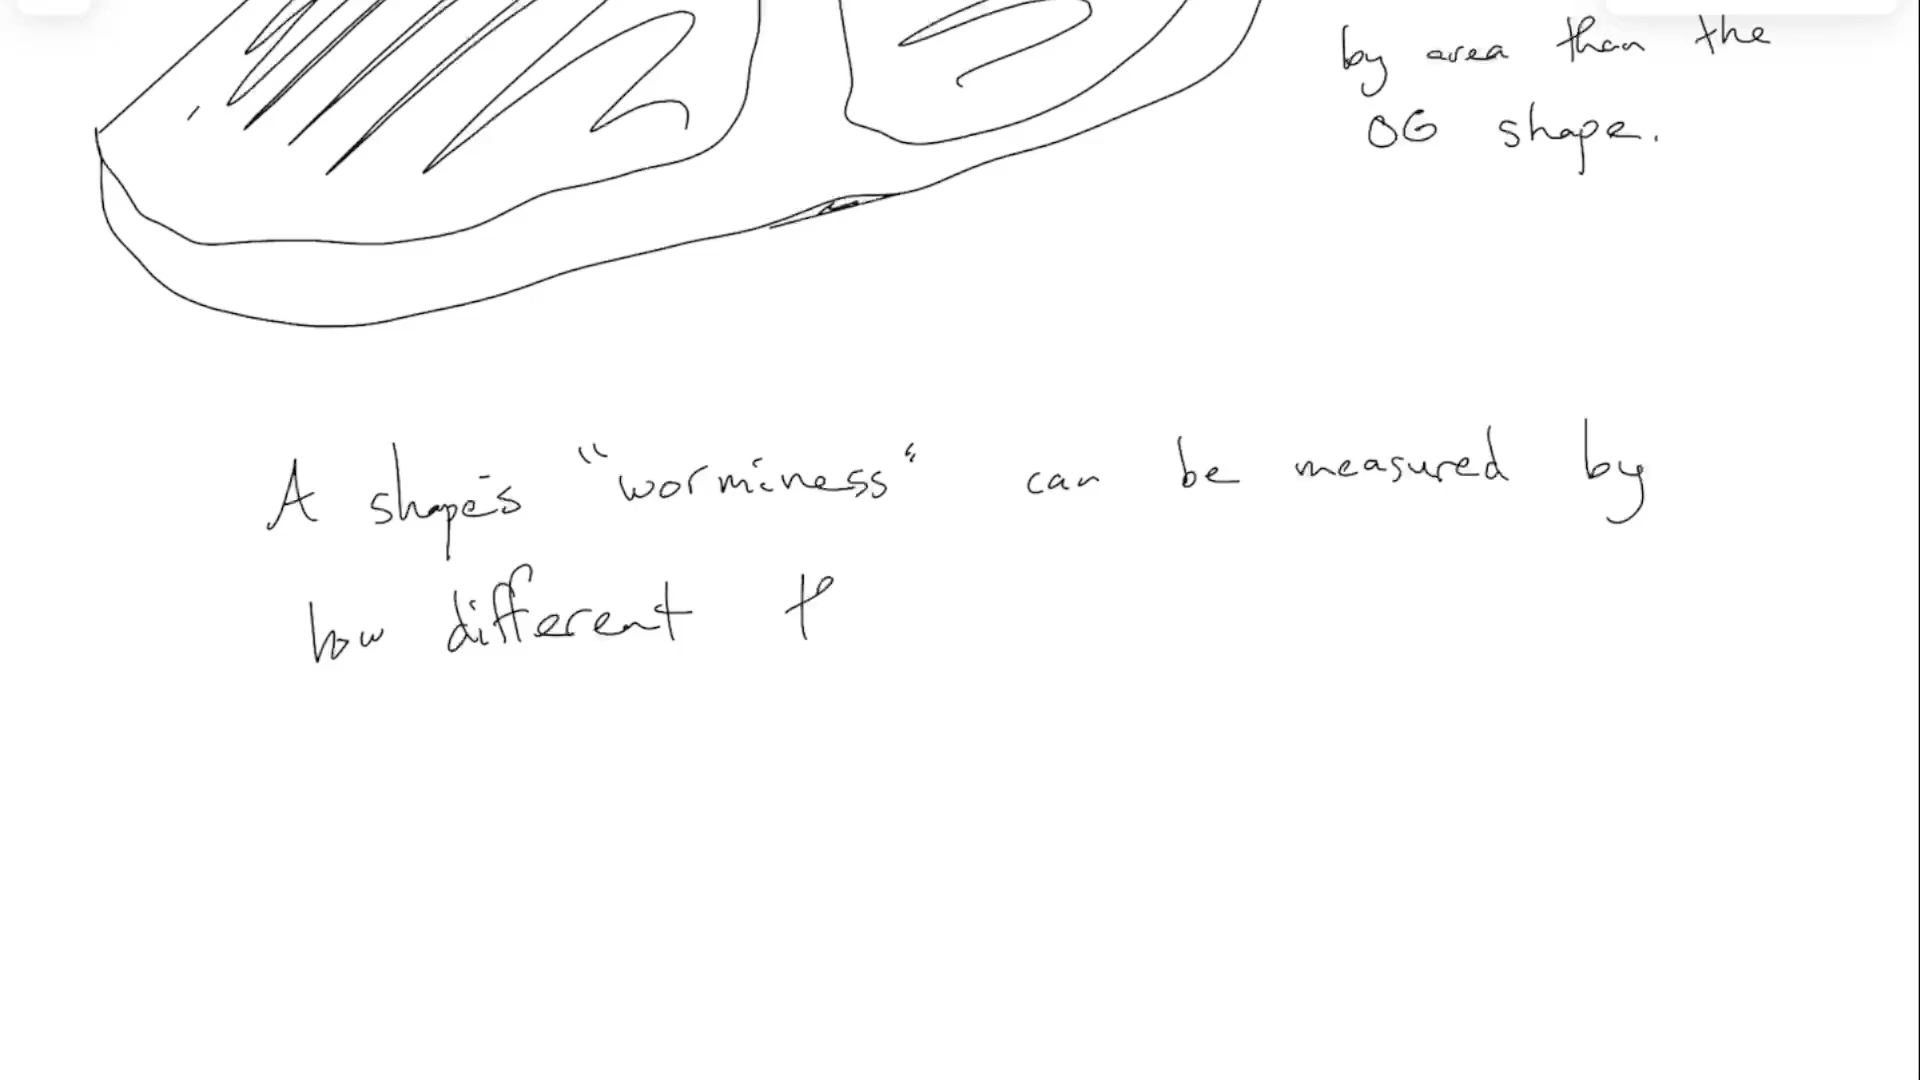 by area than the
OG shape.
A shape's "worminess" can be measured by
how different